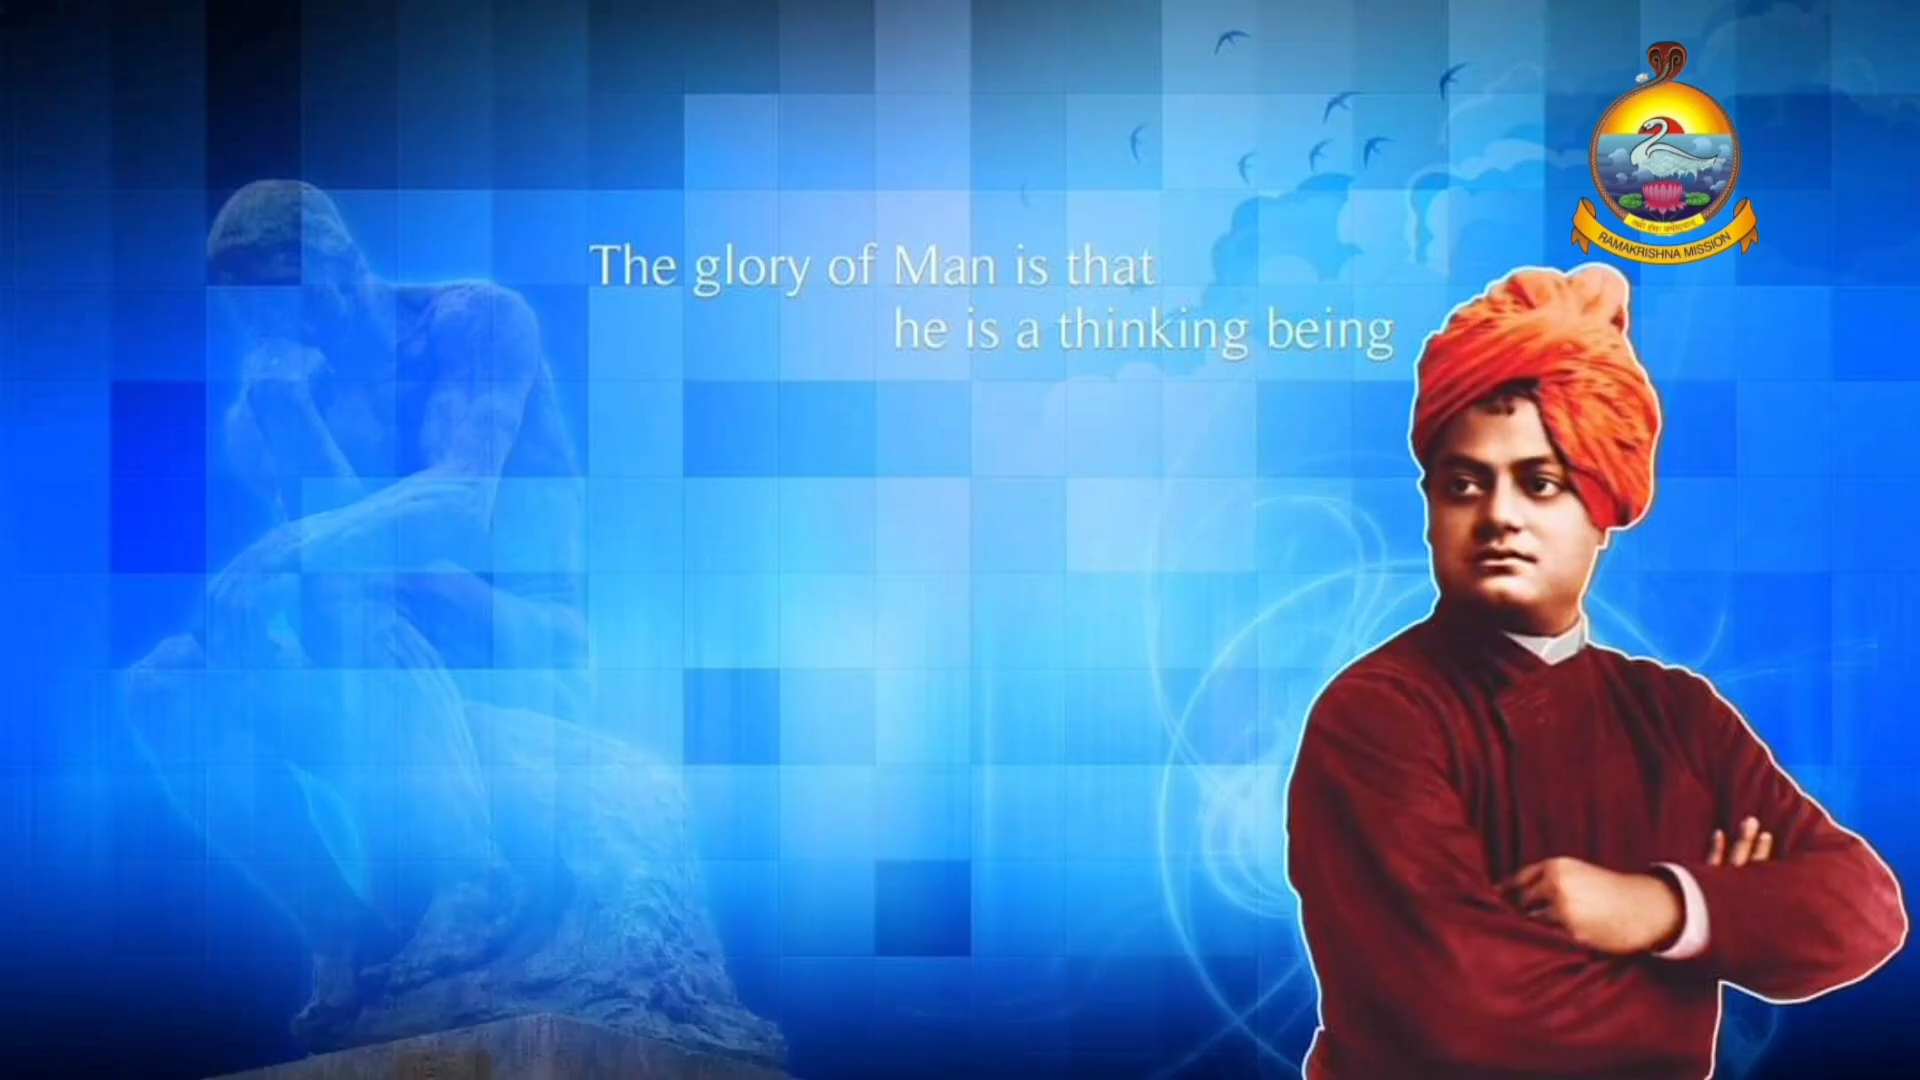 The glory of Man is that
he is a thinking being
RAMAKRISHNA MISSION